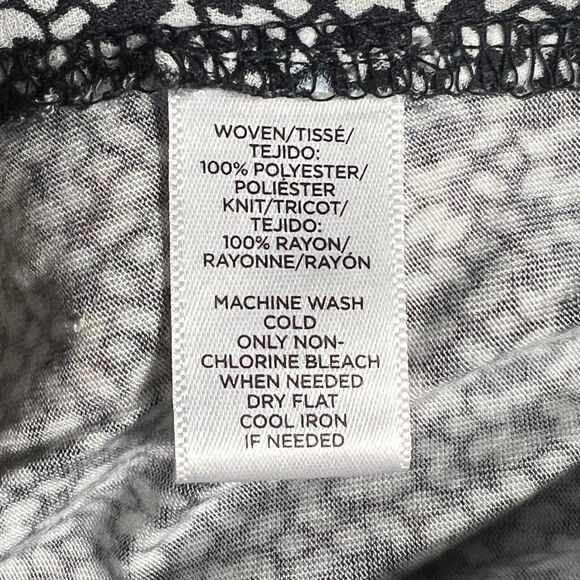 WOVEN/TISSÉ/
TEJIDO:
100% POLYESTER/
POLIÉSTER
KNIT/TRICOT/
TEJIDO:
100% RAYON/
RAYONNE/RAYÓN
MACHINE WASH
COLD
ONLY NON-
CHLORINE BLEACH
WHEN NEEDED
DRY FLAT
COOL IRON
IF NEEDED